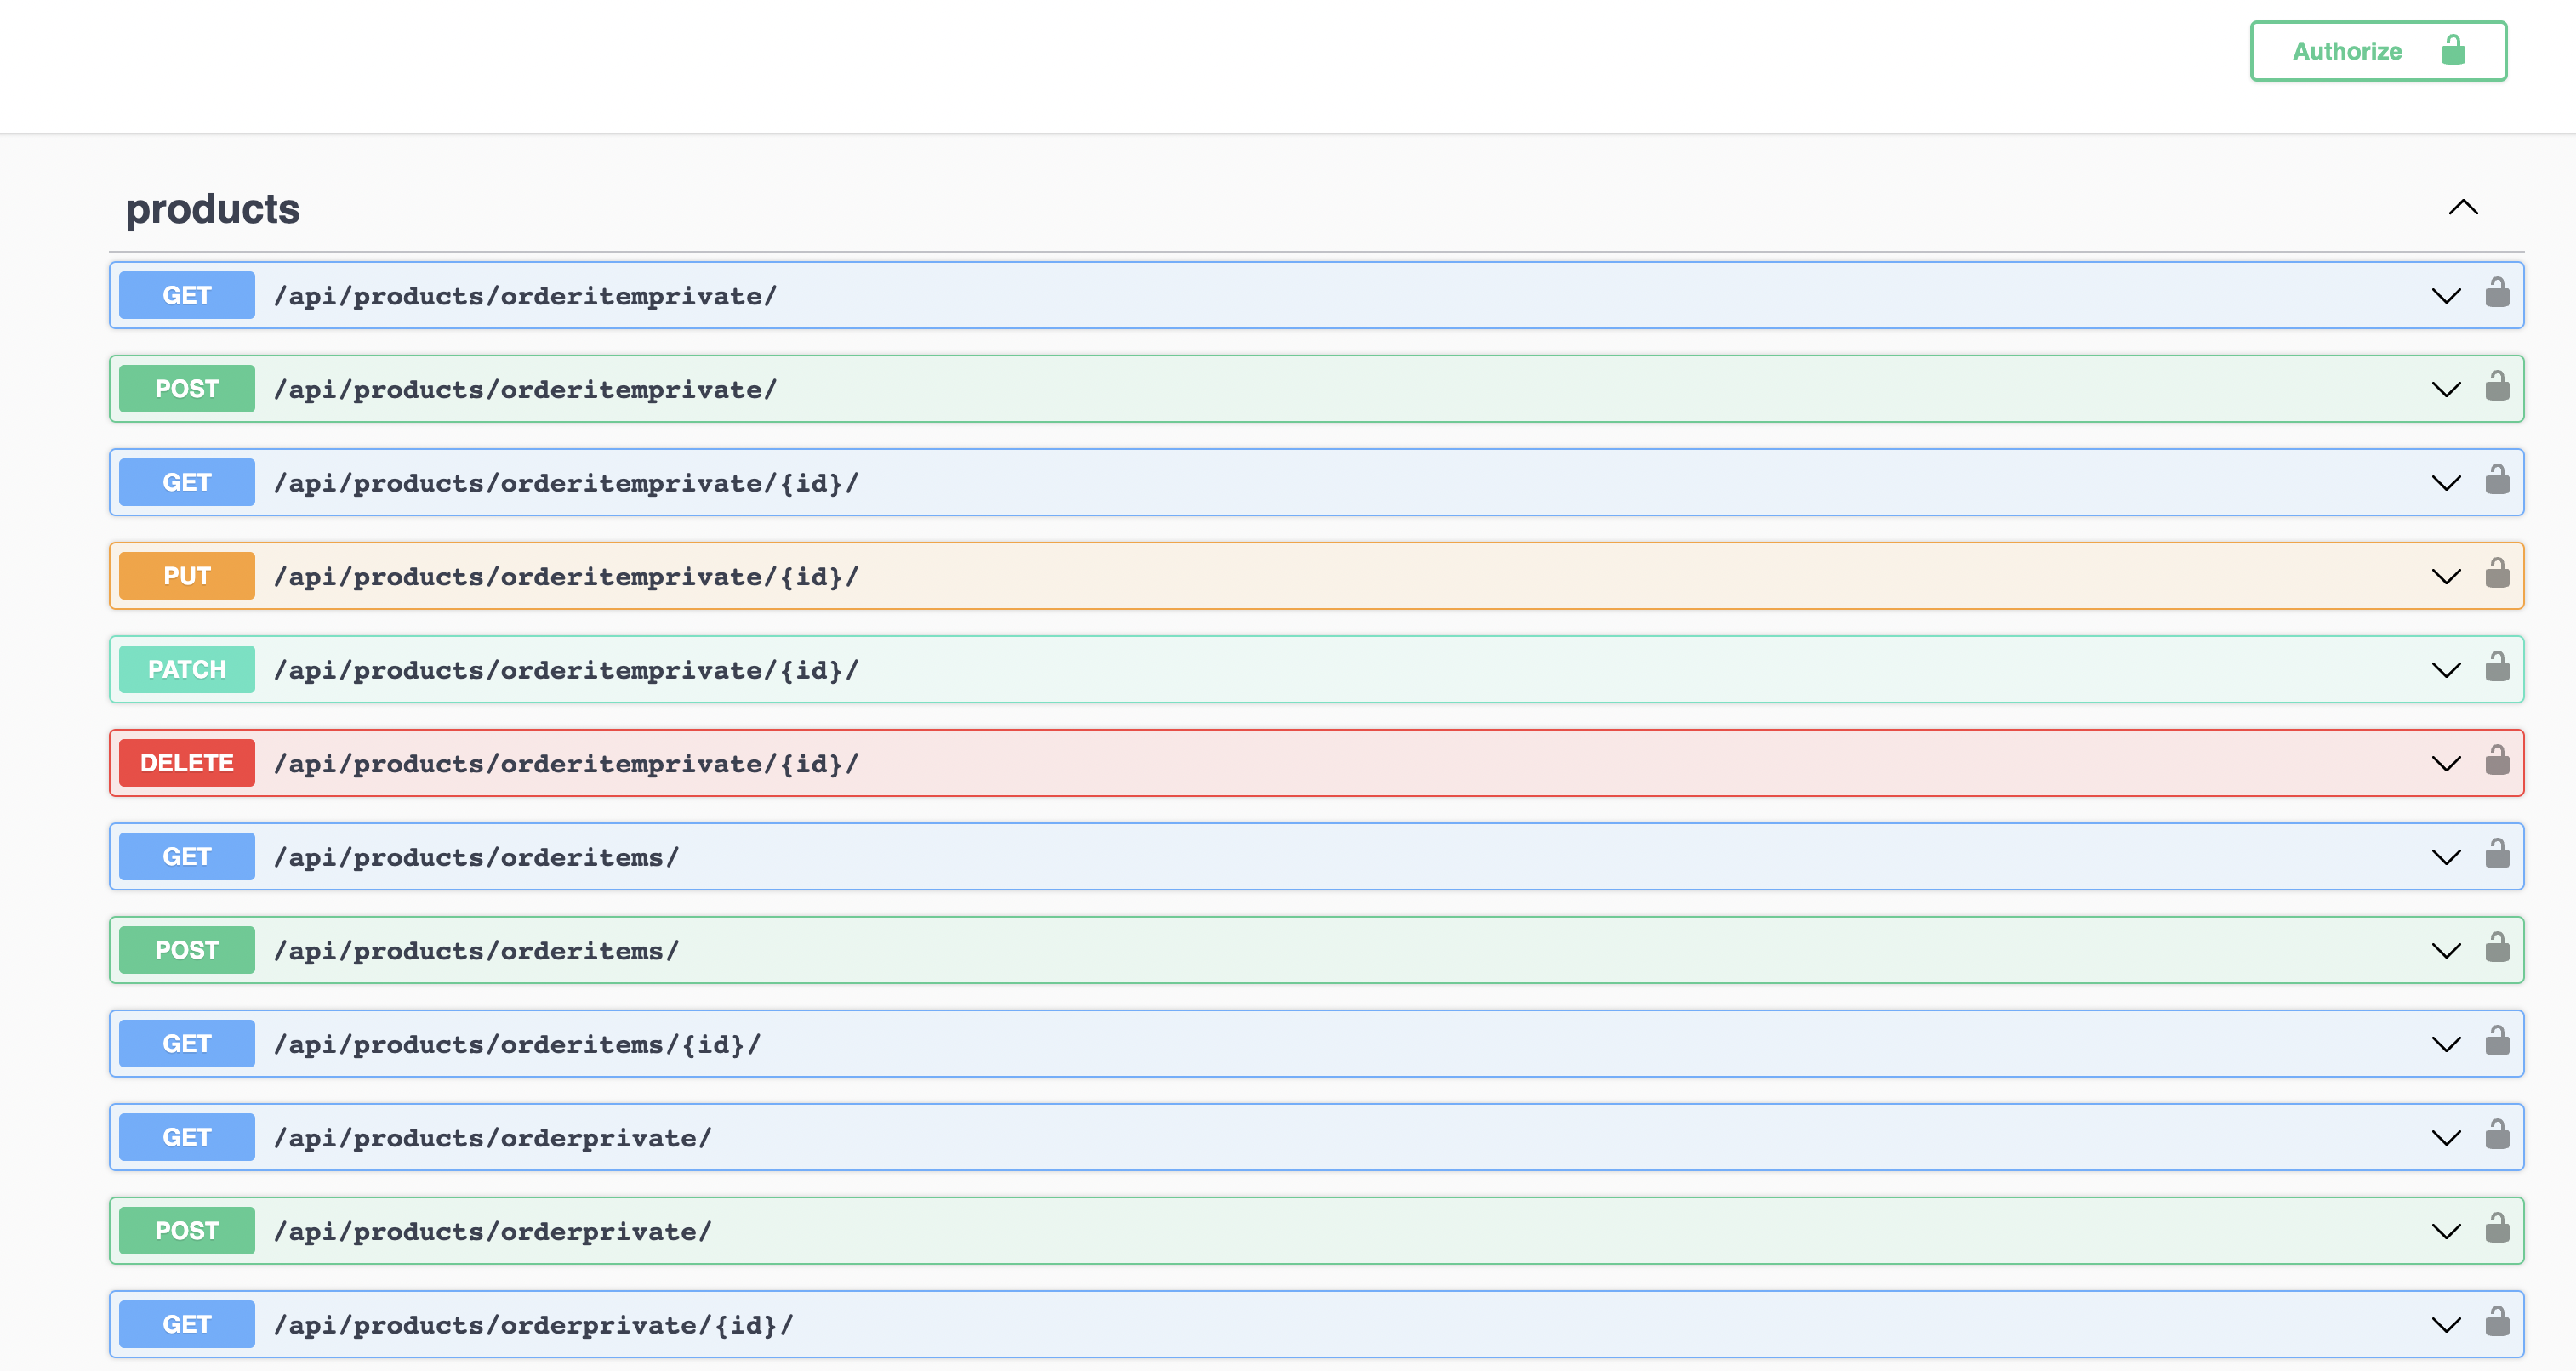 Authorize
products
GET /api/products/orderitemprivate/
POST /api/products/orderitemprivate/
GET /api/products/orderitemprivate/{id}/
PUT /api/products/orderitemprivate/{id}/
PATCH /api/products/orderitemprivate/{id}/
DELETE /api/products/orderitemprivate/{id}/
GET /api/products/orderitems/
POST /api/products/orderitems/
GET /api/products/orderitems/{id}/
GET /api/products/orderprivate/
POST /api/products/orderprivate/
GET /api/products/orderprivate/{id}/